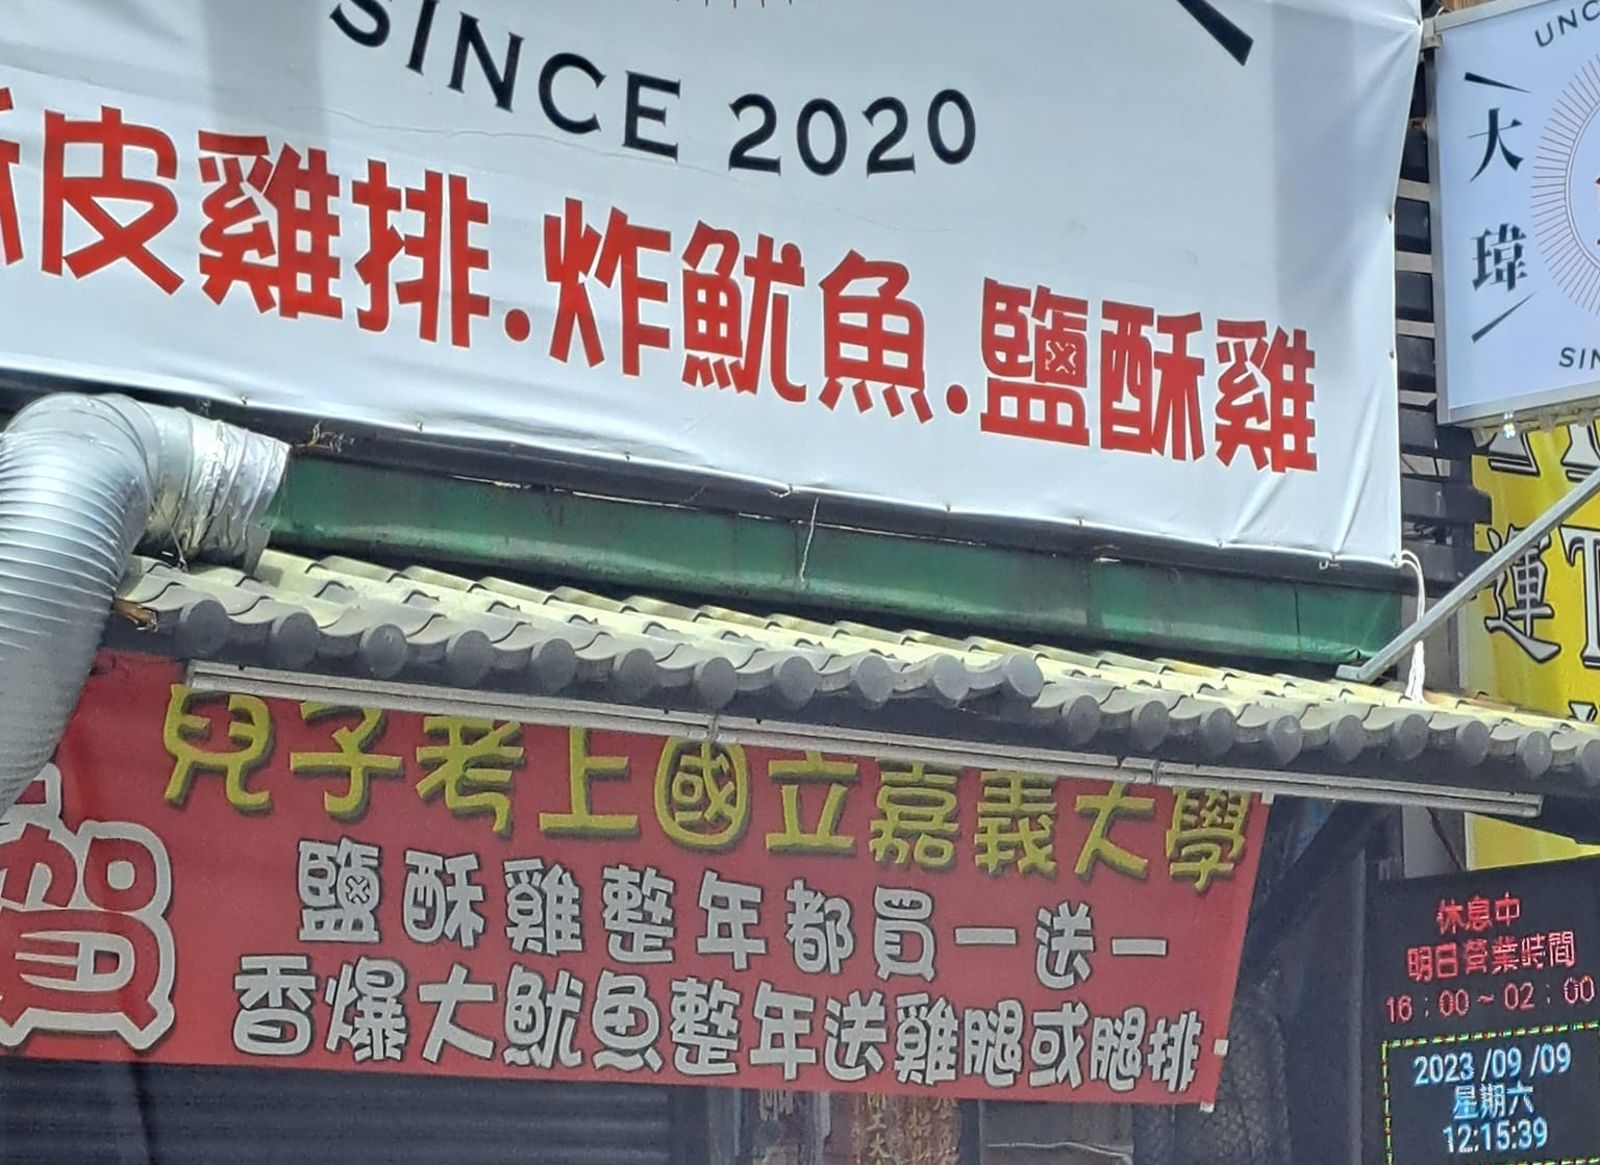 SINCE 2020
酥皮雞排.炸魷魚.鹽酥雞
大瑋
賀
兒子考上國立嘉義大學
鹽酥雞整年都買一送一
香爆大魷魚整年送雞腿或腿排
運
休息中
明日營業時間
16：00~02：00
2023/09/09
星期六
12:15:39